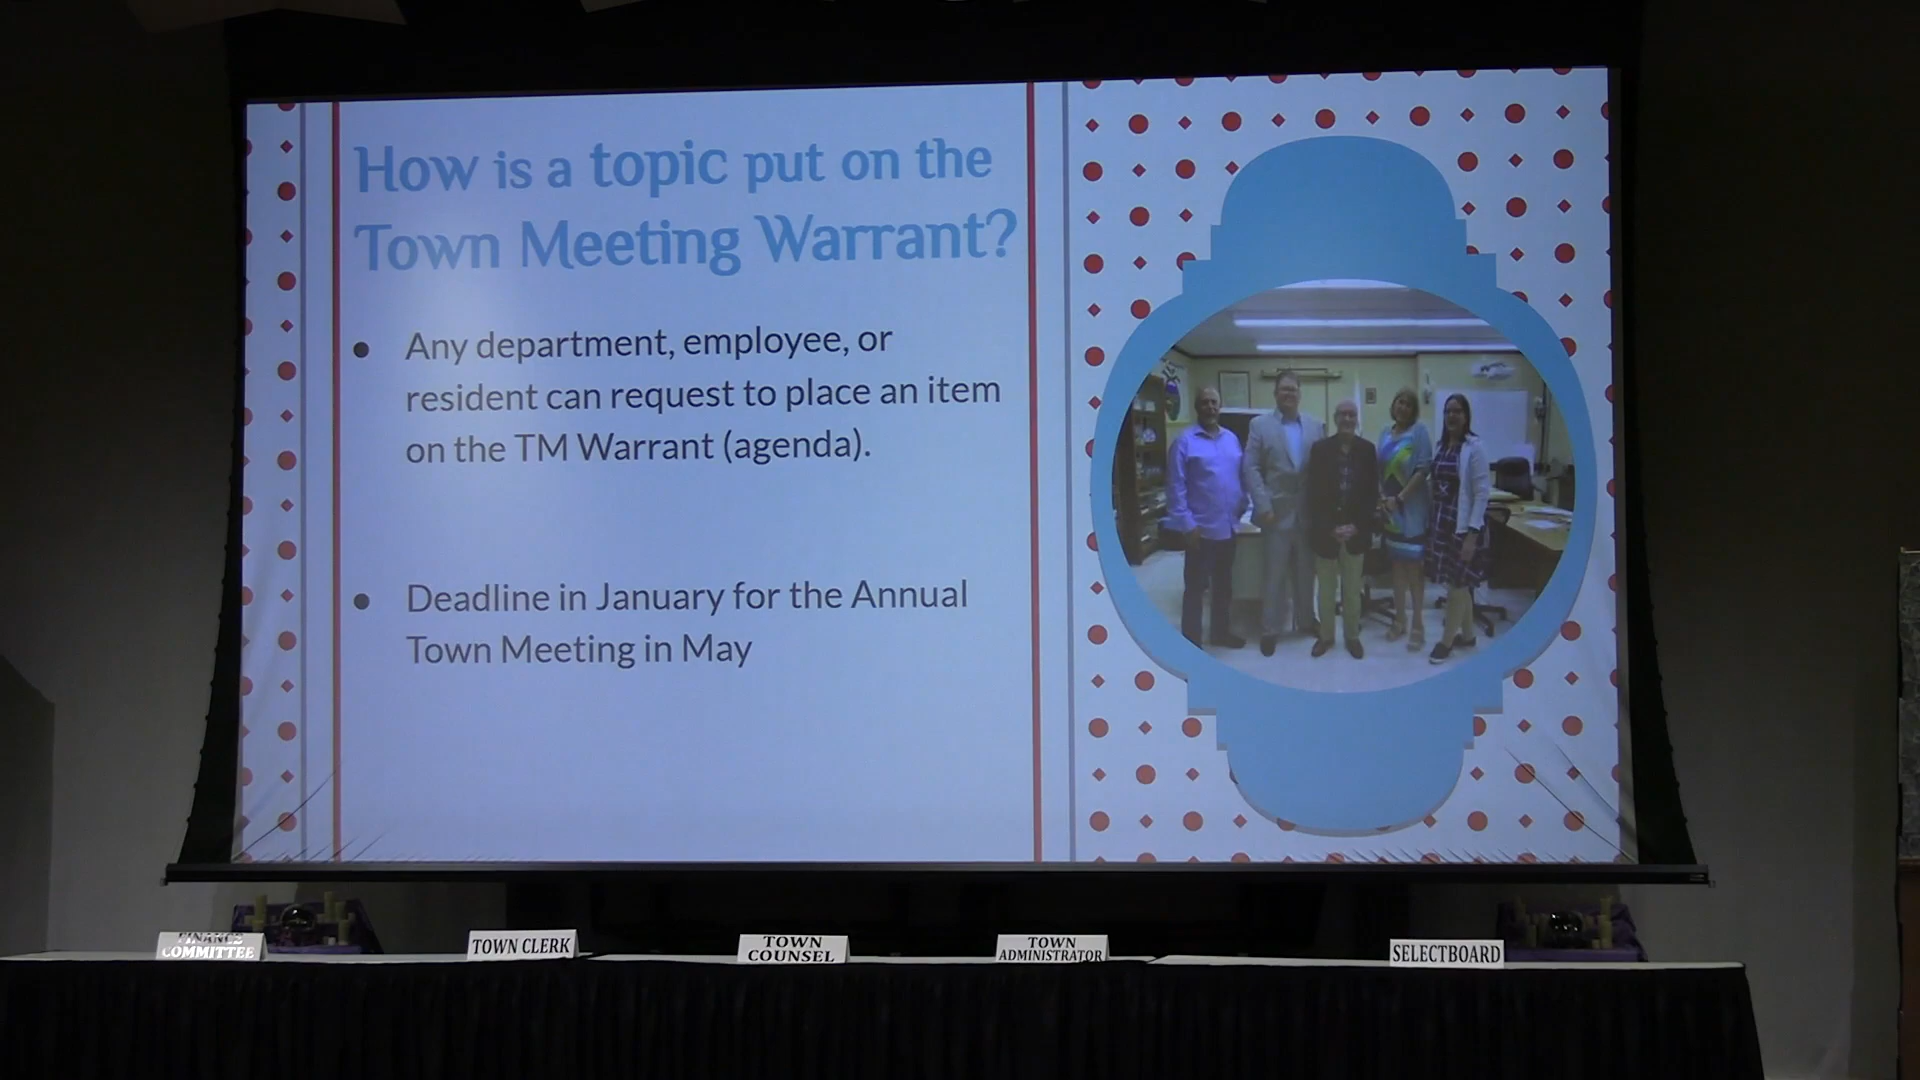 How is a topic put on the
Town Meeting Warrant?
● Any department, employee, or
resident can request to place an item
on the TM Warrant (agenda).
● Deadline in January for the Annual
Town Meeting in May
FINANCE
COMMITTEE
TOWN CLERK
TOWN
COUNSEL
TOWN
ADMINISTRATOR
SELECTBOARD